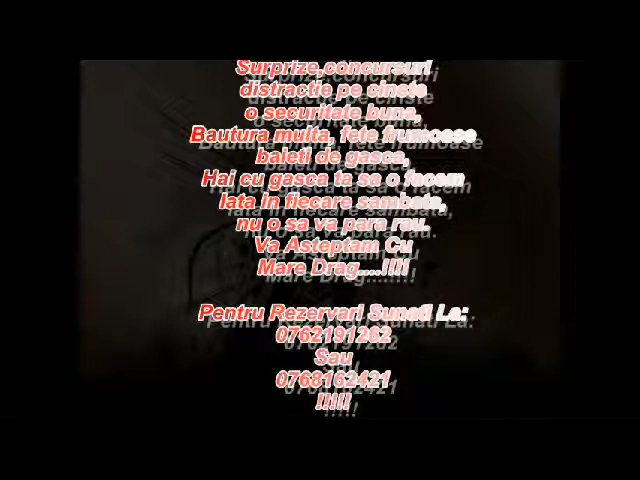 Surprize,concursuri
distractie pe cinste
o securitate buna,
Bautura multa, fete frumoase
baieti de gasca,
Hai cu gasca ta sa o facem
lata in fiecare sambata,
nu o sa va para rau.
Va Asteptam Cu
Mare Drag....!!!!
Pentru Rezervari Sunati La:
0762191262
Sau
0768162421
!!!!!